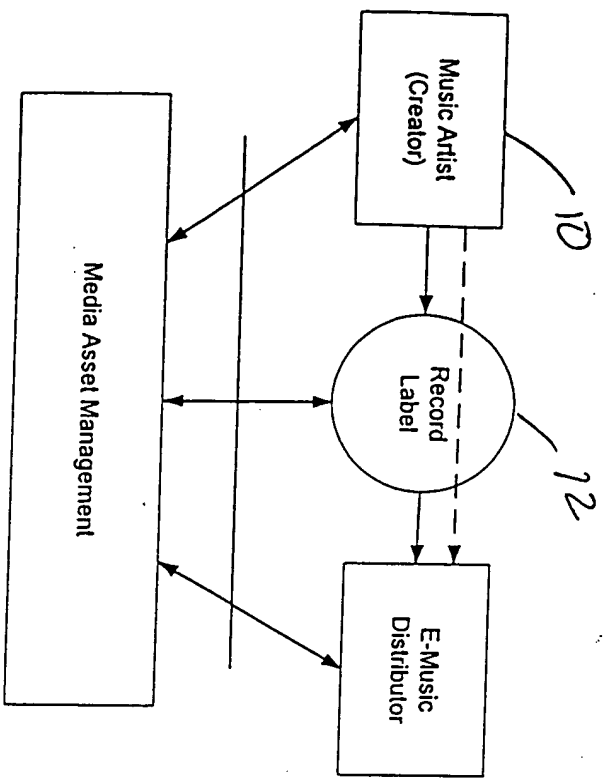 Music Artist
(Creator)
10
Record
Label
12
E-Music
Distributor
Media Asset Management